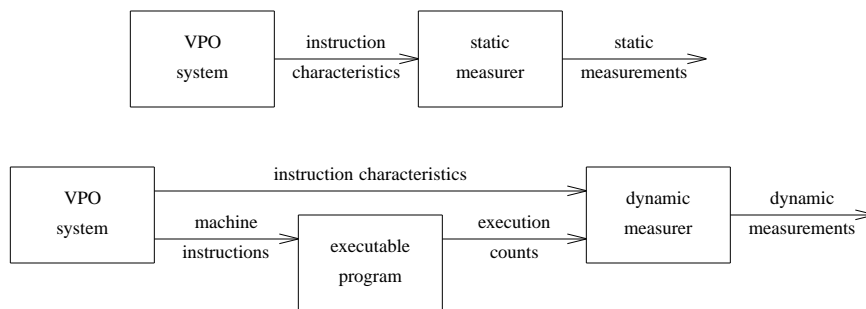 VPO
system
instruction
characteristics
static
measurer
static
measurements
VPO
system
instruction characteristics
machine
instructions
executable
program
execution
counts
dynamic
measurer
dynamic
measurements